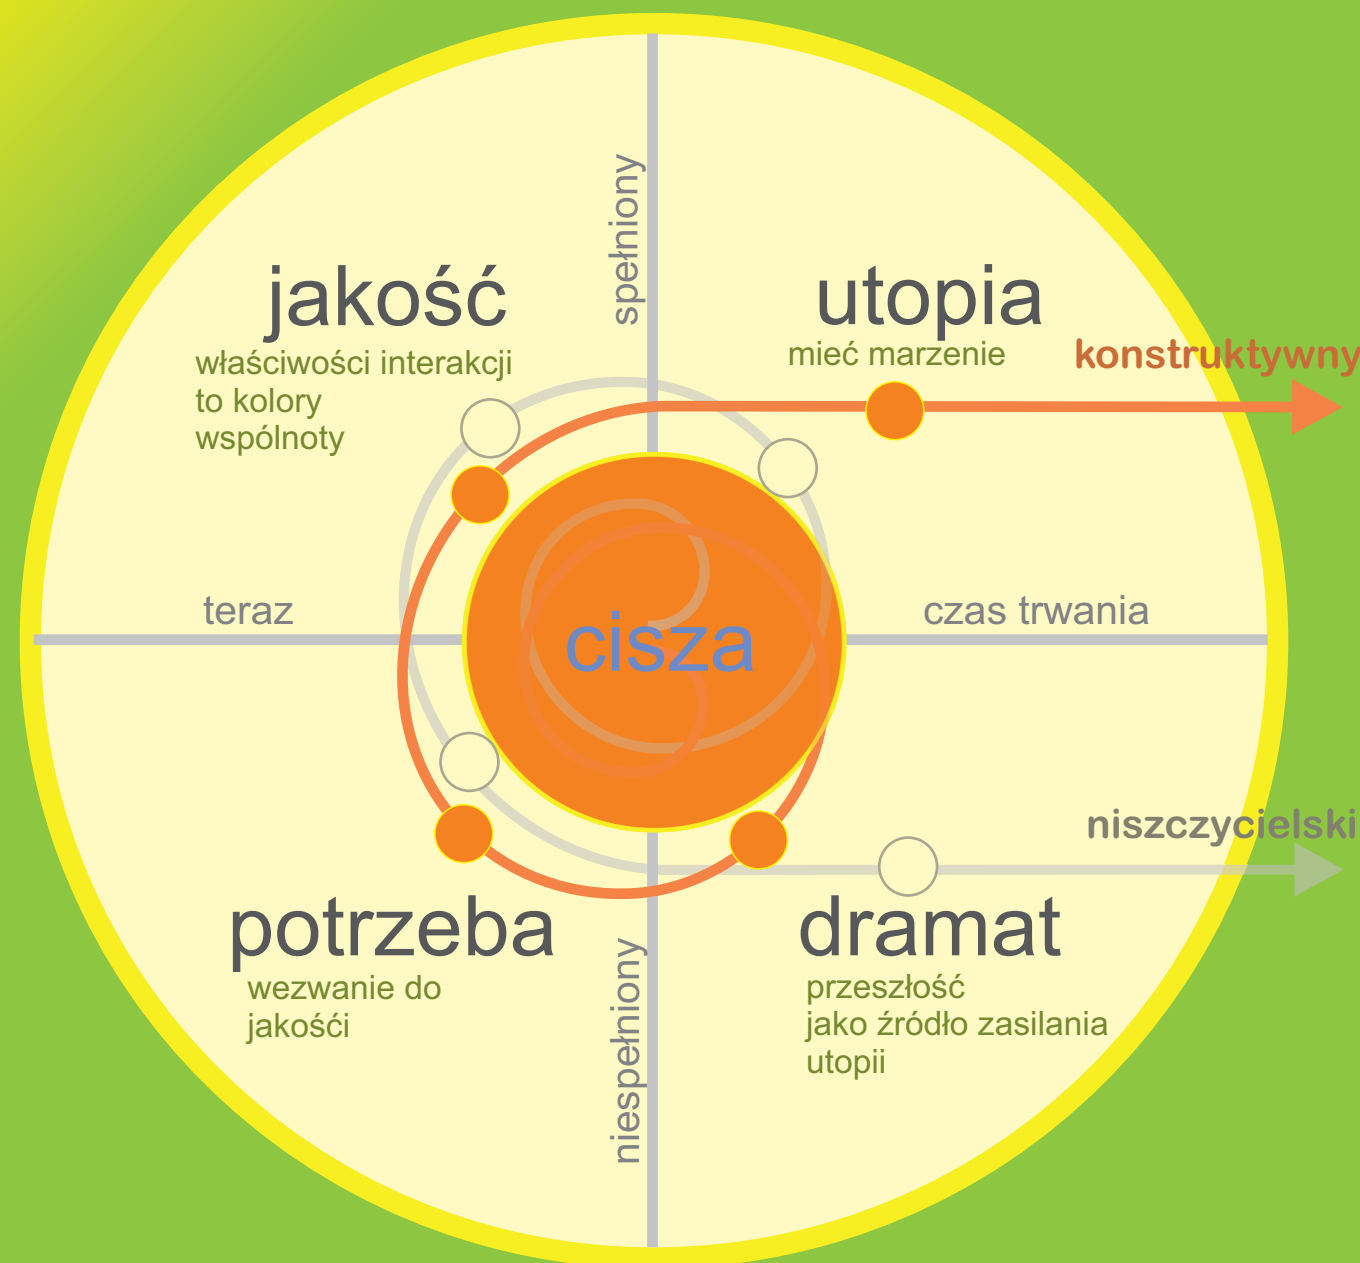 spełniony
jakość
właściwości interakcji
to kolory
wspólnoty
utopia
mieć marzenie
konstruktywny
teraz
cisza
czas trwania
niszczycielski
potrzeba
wezwanie do
jakośći
niespełniony
dramat
przeszłość
jako źródło zasilania
utopii